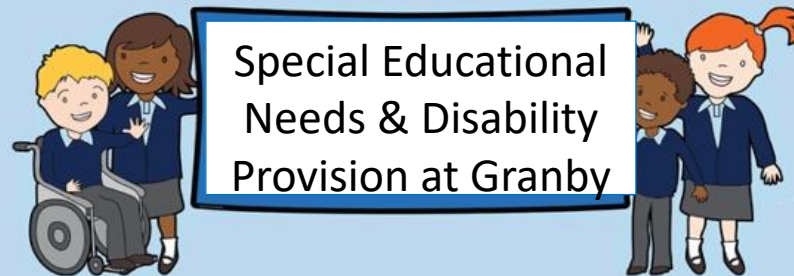 Special Educational
Needs & Disability
Provision at Granby